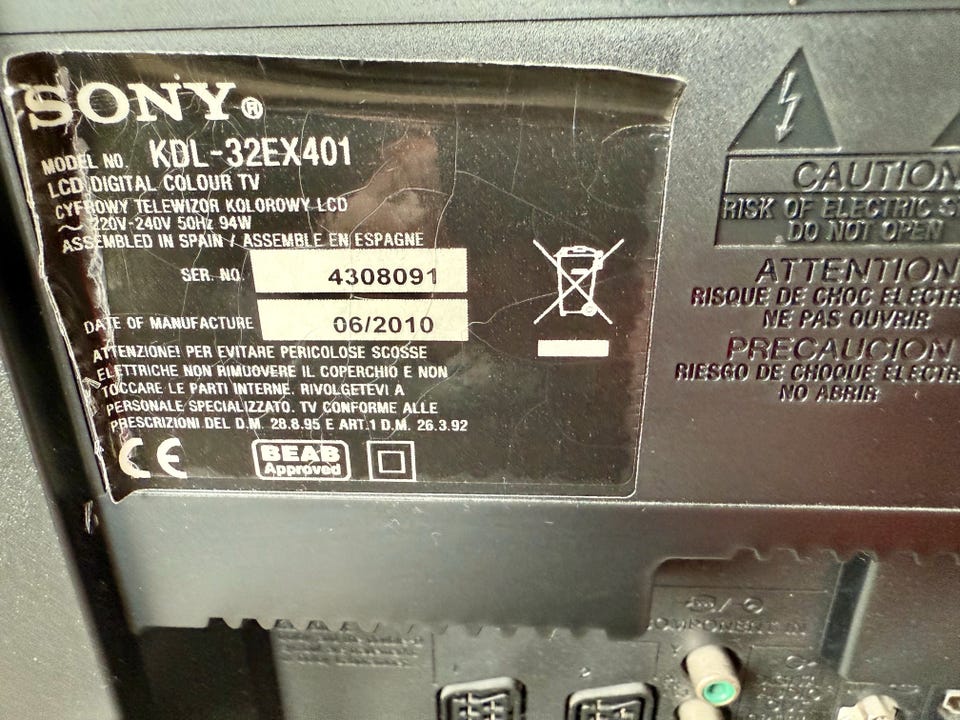 SONY®
MODEL NO. KDL-32EX401
LCD DIGITAL COLOUR TV
CYFROWY TELEWIZOR KOLOROWY LCD
~ 220V-240V 50Hz 94W
ASSEMBLED IN SPAIN / ASSEMBLE EN ESPAGNE
SER. NO. 4308091
DATE OF MANUFACTURE 06/2010
ATTENZIONE! PER EVITARE PERICOLOSE SCOSSE
ELETTRICHE NON RIMUOVERE IL COPERCHIO E NON
TOCCARE LE PARTI INTERNE. RIVOLGETEVI A
PERSONALE SPECIALIZZATO. TV CONFORME ALLE
PRESCRIZIONI DEL D.M. 28.8.95 E ART.1 D.M. 26.3.92
CE
BEAB
Approved
CAUTION
RISK OF ELECTRIC
DO NOT OPEN
ATTENTION
RISQUE DE CHOC
NE PAS OUVRIR
PRECAUCION
RIESGO DE CHOQUE
NO ABRIR
COMPONENT IN
Y
1
2